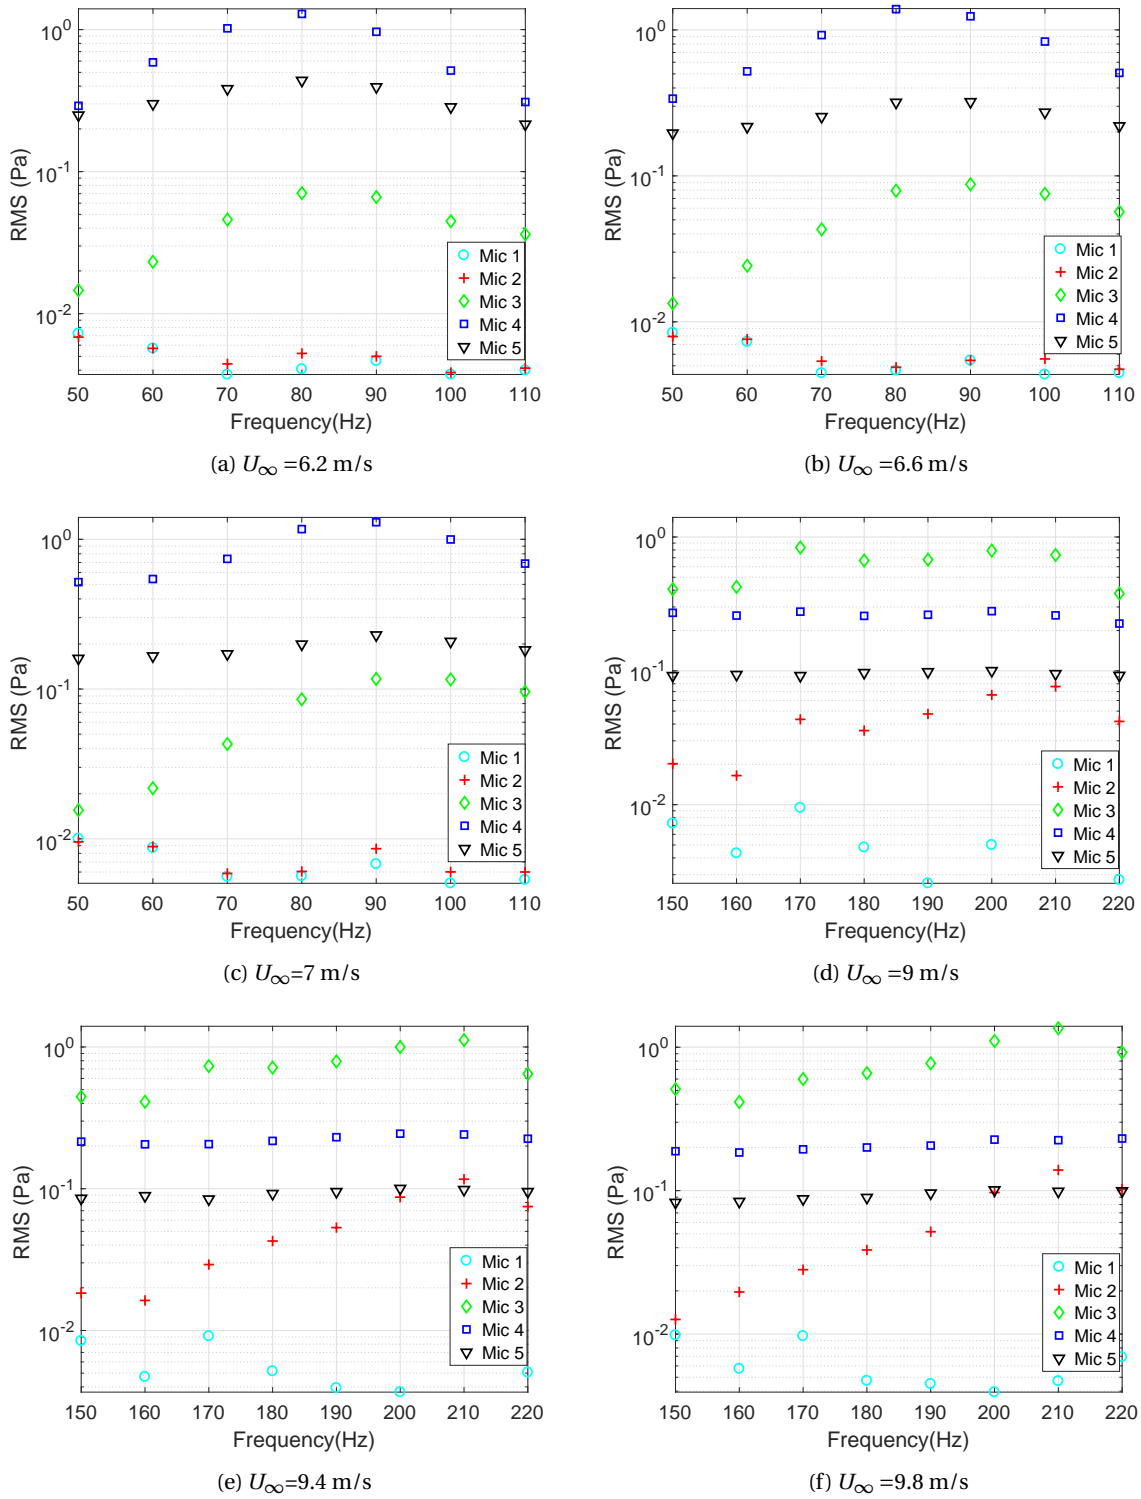 10^0
10^-1
10^-2
RMS (Pa)
50 60 70 80 90 100 110
Frequency(Hz)
Mic 1
Mic 2
Mic 3
Mic 4
Mic 5
(a) U∞ =6.2 m/s
10^0
10^-1
10^-2
RMS (Pa)
50 60 70 80 90 100 110
Frequency(Hz)
Mic 1
Mic 2
Mic 3
Mic 4
Mic 5
(b) U∞ =6.6 m/s
10^0
10^-1
10^-2
RMS (Pa)
50 60 70 80 90 100 110
Frequency(Hz)
Mic 1
Mic 2
Mic 3
Mic 4
Mic 5
(c) U∞=7 m/s
10^0
10^-1
10^-2
RMS (Pa)
150 160 170 180 190 200 210 220
Frequency(Hz)
Mic 1
Mic 2
Mic 3
Mic 4
Mic 5
(d) U∞ =9 m/s
10^0
10^-1
10^-2
RMS (Pa)
150 160 170 180 190 200 210 220
Frequency(Hz)
Mic 1
Mic 2
Mic 3
Mic 4
Mic 5
(e) U∞=9.4 m/s
10^0
10^-1
10^-2
RMS (Pa)
150 160 170 180 190 200 210 220
Frequency(Hz)
Mic 1
Mic 2
Mic 3
Mic 4
Mic 5
(f) U∞ =9.8 m/s